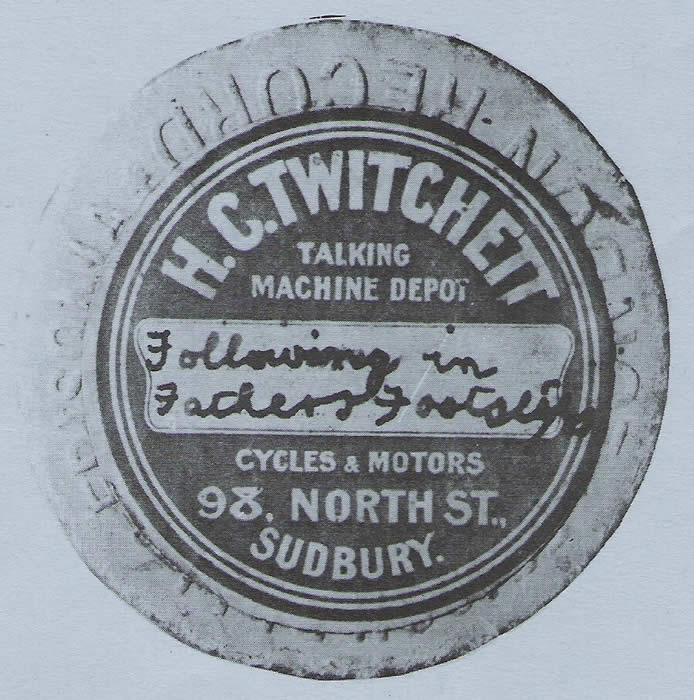 H.C. TWITCHETT
TALKING
MACHINE DEPOT
Following in
Fathers Footsteps
CYCLES & MOTORS
98, NORTH ST.,
SUDBURY.